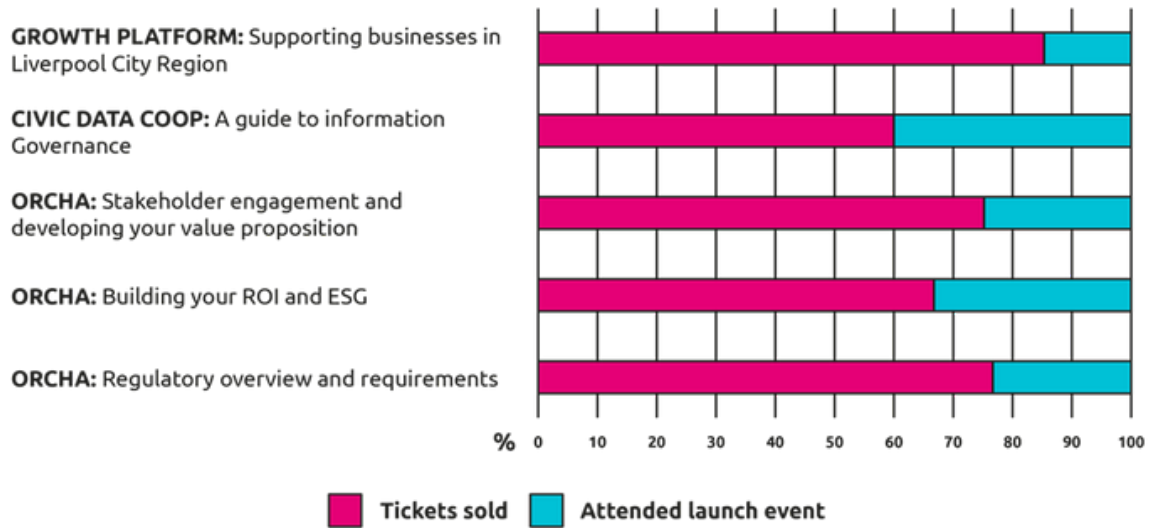 GROWTH PLATFORM: Supporting businesses in
Liverpool City Region
CIVIC DATA COOP: A guide to information
Governance
ORCHA: Stakeholder engagement and
developing your value proposition
ORCHA: Building your ROI and ESG
ORCHA: Regulatory overview and requirements
% 0 10 20 30 40 50 60 70 80 90 100
Tickets sold Attended launch event